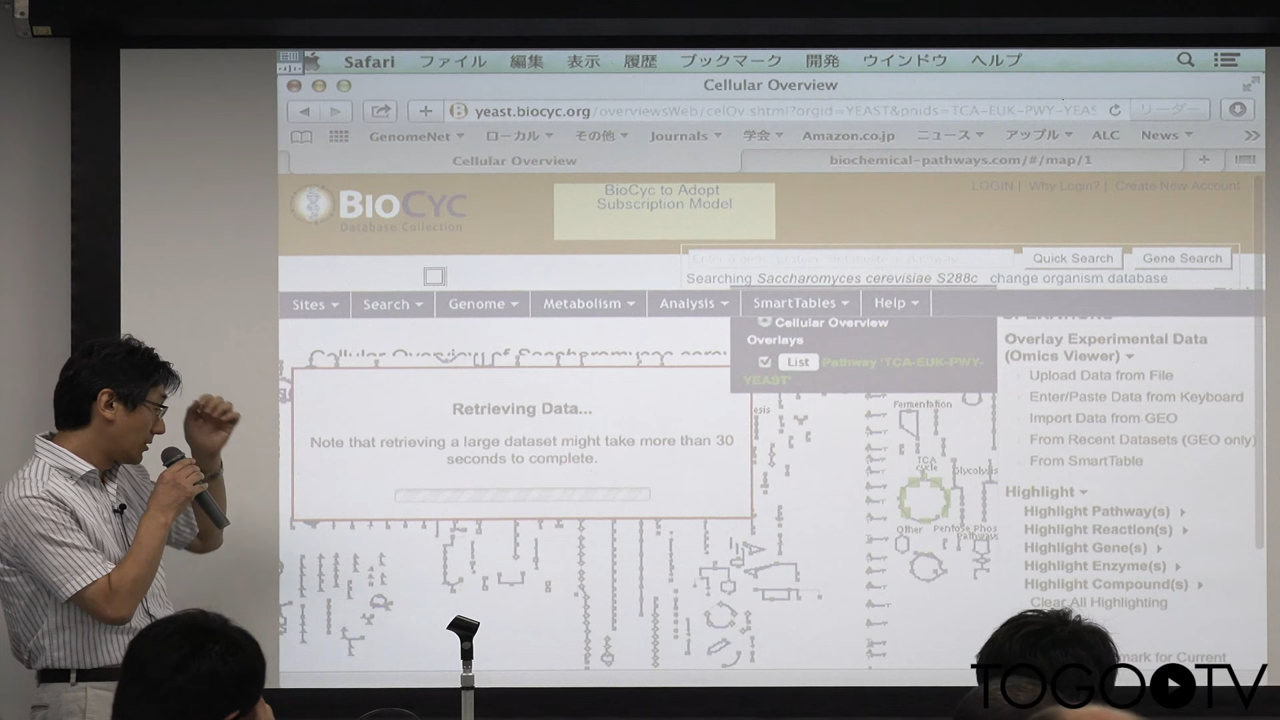 Safari ファイル 編集 表示 履歴 ブックマーク 開発 ウインドウ ヘルプ
Cellular Overview
yeast.biocyc.org/overviewsWeb/celOv.shtml?orgid=YEAST&pnids=TCA-EUK-PWY-YEAS リーダー
GenomeNet ローカル その他 Journals 学会 Amazon.co.jp ニュース アップル ALC News
Cellular Overview biochemical-pathways.com/#/map/1
BIOCYC
Database Collection
BioCyc to Adopt
Subscription Model
LOGIN | Why Login? | Create New Account
Quick Search Gene Search
Searching Saccharomyces cerevisiae S288c change organism database
Sites Search Genome Metabolism Analysis SmartTables Help
Cellular Overview
Overlays
List Pathway 'TCA-EUK-PWY-
YEAST'
Retrieving Data...
Note that retrieving a large dataset might take more than 30
seconds to complete.
esis
Fermentation
TCA
cycle
Glycolysis
Other
Pentose Phos
Pathways
OPERATIONS
Overlay Experimental Data
(Omics Viewer)
Upload Data from File
Enter/Paste Data from Keyboard
Import Data from GEO
From Recent Datasets (GEO only)
From SmartTable
Highlight
Highlight Pathway(s)
Highlight Reaction(s)
Highlight Gene(s)
Highlight Enzyme(s)
Highlight Compound(s)
Clear All Highlighting
mark for Current
TOGOTV